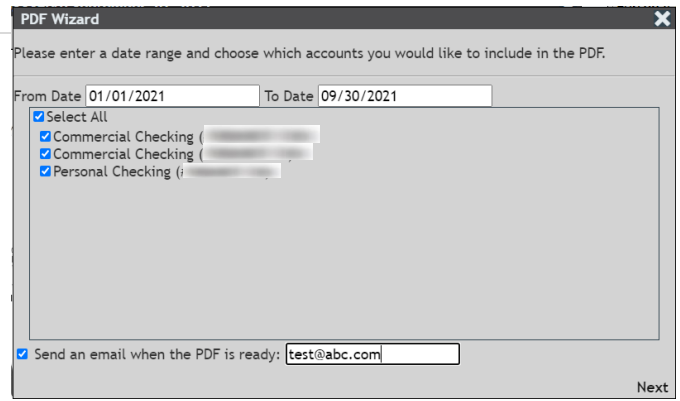 PDF Wizard
Please enter a date range and choose which accounts you would like to include in the PDF.
From Date 01/01/2021 To Date 09/30/2021
Select All
Commercial Checking (
Commercial Checking (
Personal Checking (
Send an email when the PDF is ready: test@abc.com
Next